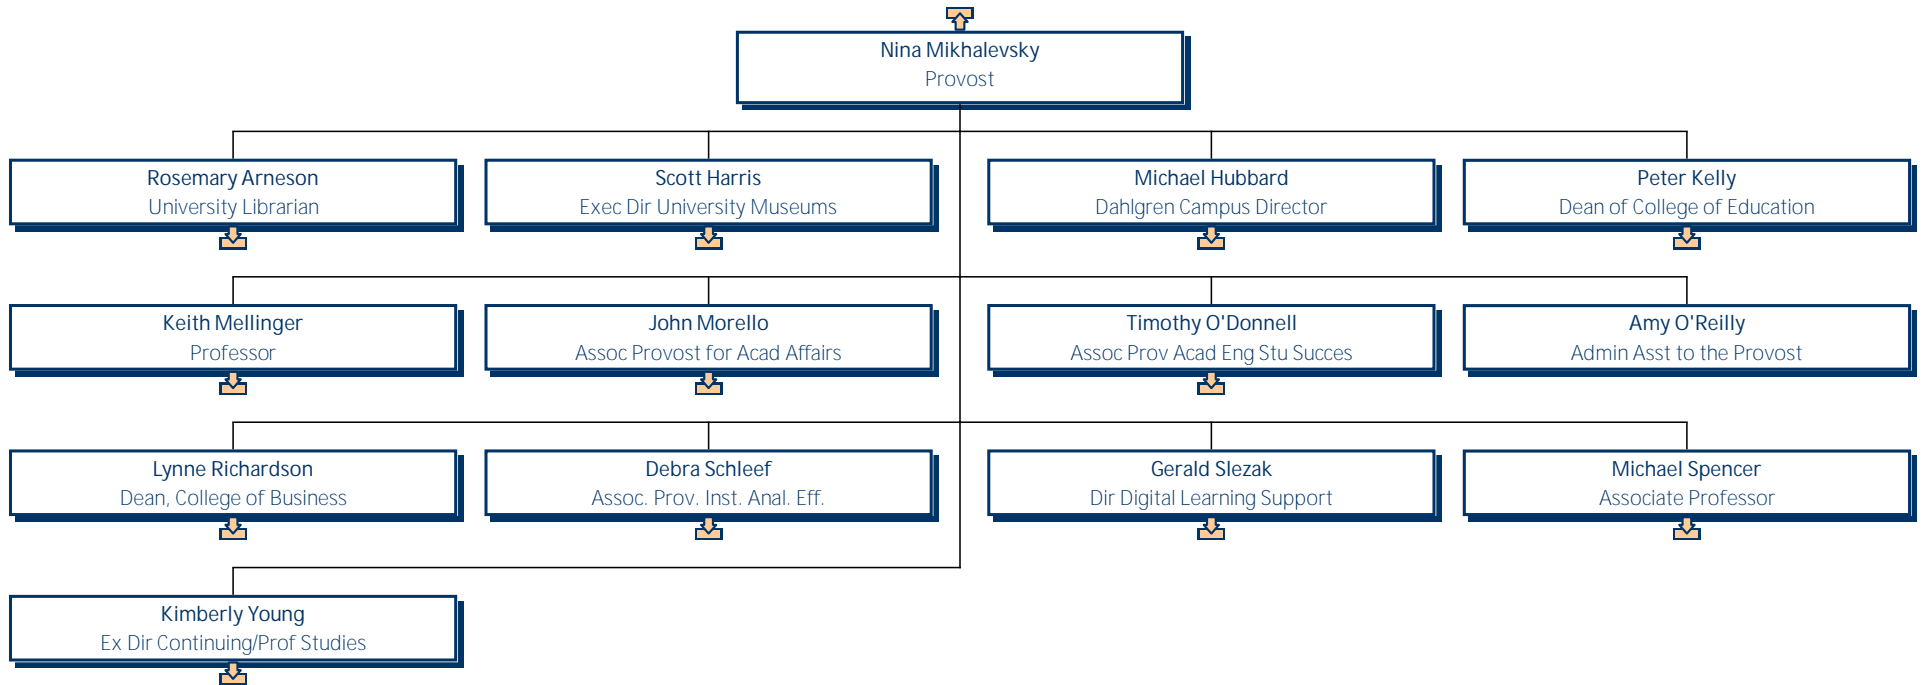 Nina Mikhalevsky
Provost
Rosemary Arneson
University Librarian
Scott Harris
Exec Dir University Museums
Michael Hubbard
Dahlgren Campus Director
Peter Kelly
Dean of College of Education
Keith Mellinger
Professor
John Morello
Assoc Provost for Acad Affairs
Timothy O'Donnell
Assoc Prov Acad Eng Stu Succes
Amy O'Reilly
Admin Asst to the Provost
Lynne Richardson
Dean, College of Business
Debra Schleef
Assoc. Prov. Inst. Anal. Eff.
Gerald Slezak
Dir Digital Learning Support
Michael Spencer
Associate Professor
Kimberly Young
Ex Dir Continuing/Prof Studies